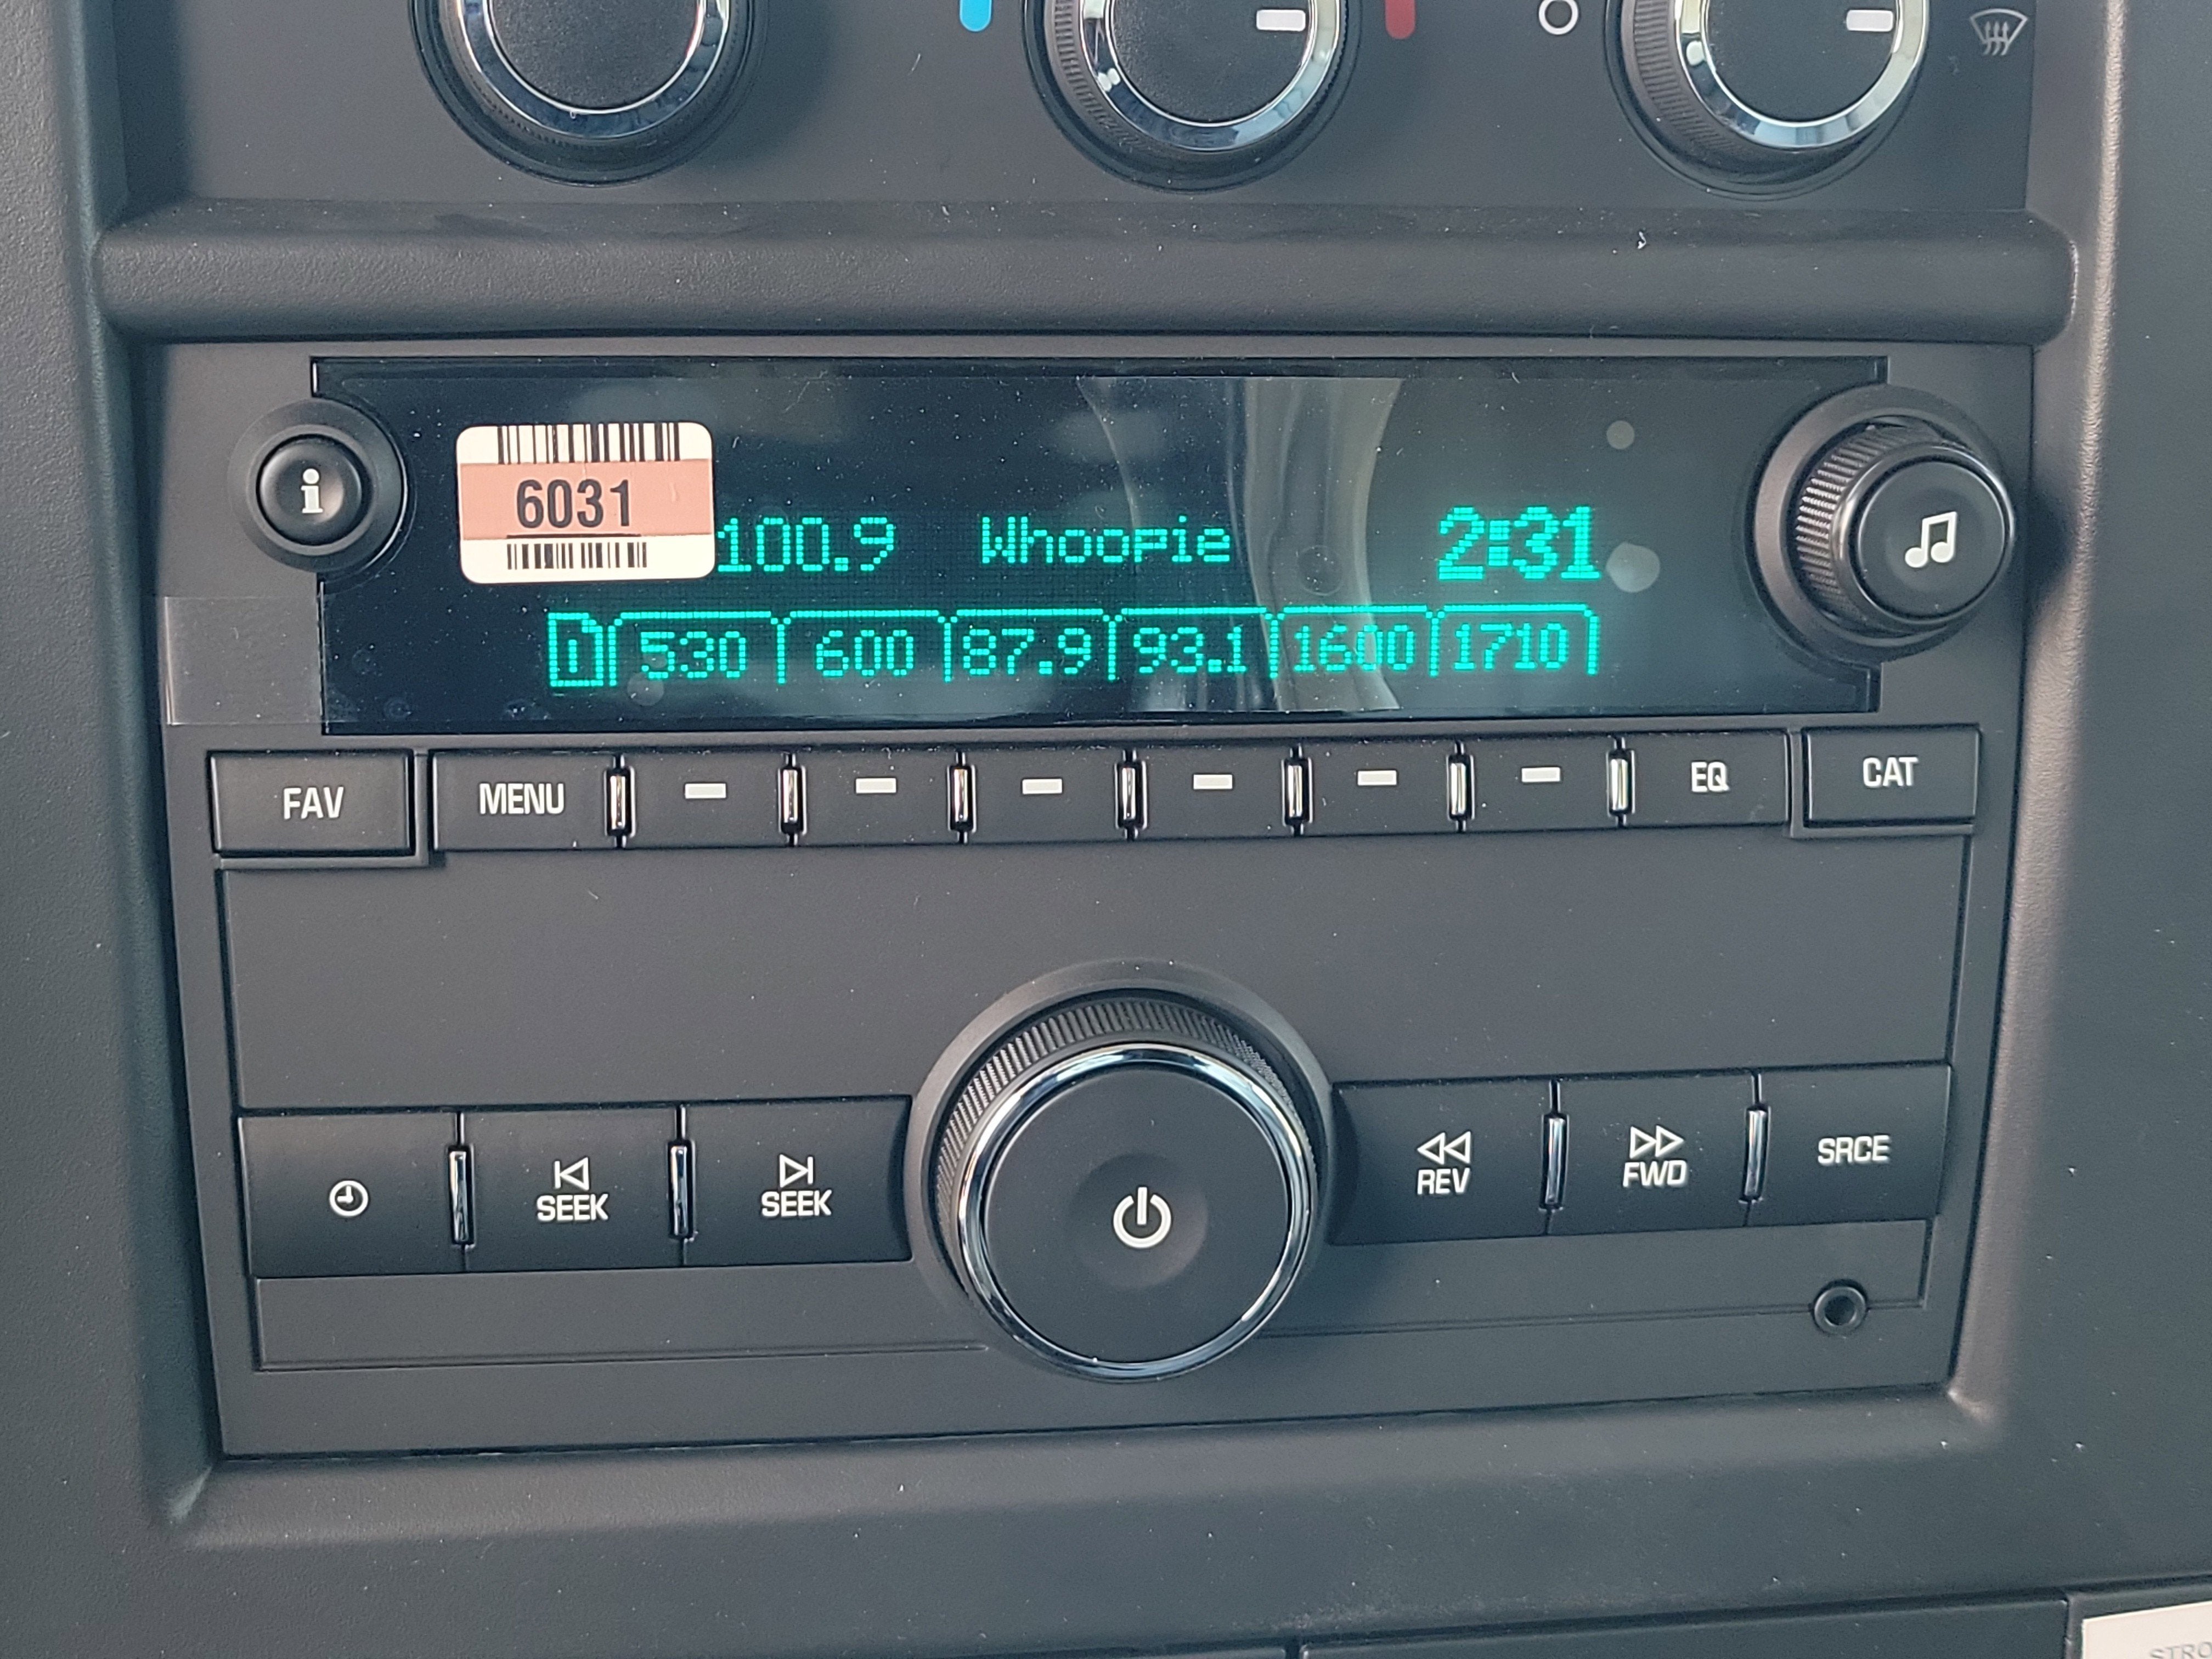 6031
100.9 Whoopie 2:31
1 530 600 87.9 93.1 1600 1710
FAV MENU EQ CAT
SEEK SEEK REV FWD SRCE